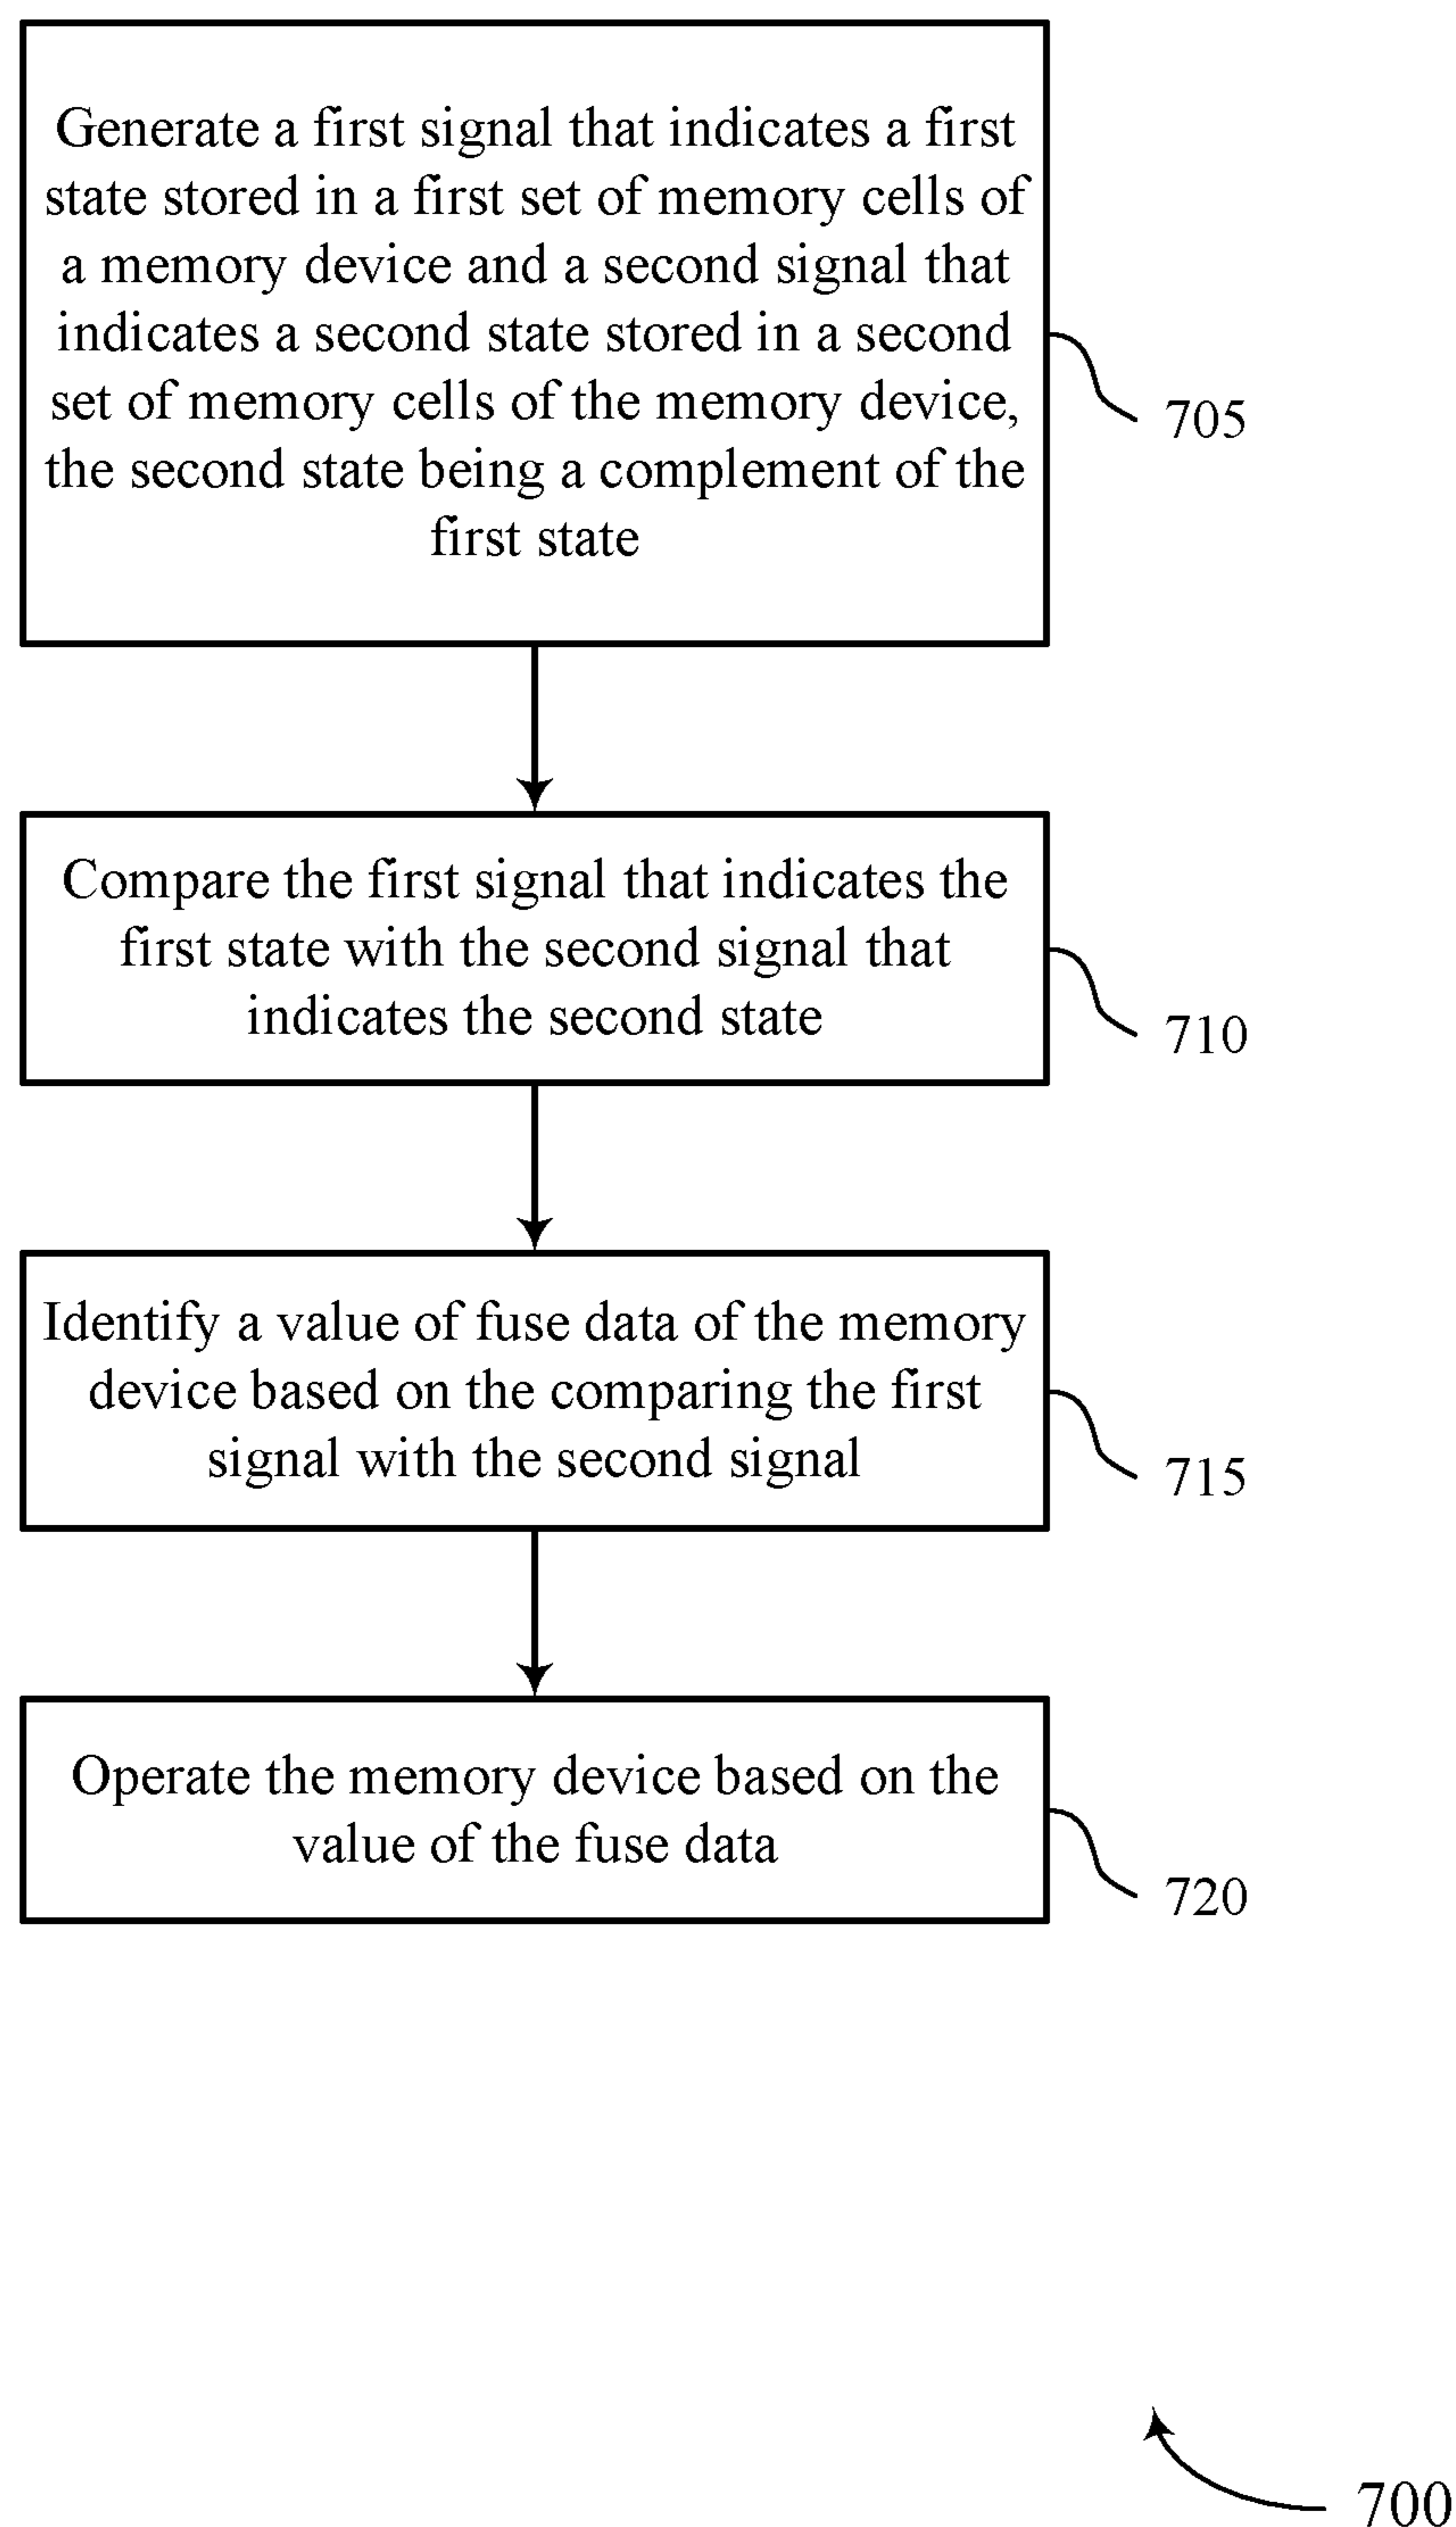 Generate a first signal that indicates a first
state stored in a first set of memory cells of
a memory device and a second signal that
indicates a second state stored in a second
set of memory cells of the memory device,
the second state being a complement of the
first state
705
Compare the first signal that indicates the
first state with the second signal that
indicates the second state
710
Identify a value of fuse data of the memory
device based on the comparing the first
signal with the second signal
715
Operate the memory device based on the
value of the fuse data
720
700